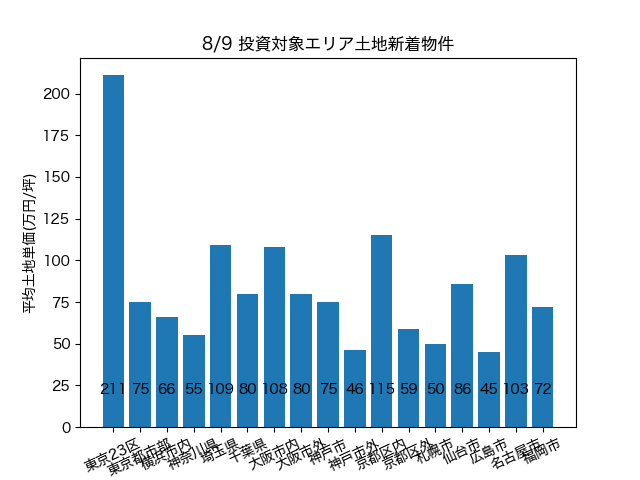 8/9 投資対象エリア土地新着物件
平均土地単価(万円/坪)
200
175
150
125
100
75
50
25
0
211 75 66 55 109 80 108 80 75 46 115 59 50 86 45 103 72
東京23区
東京都市部
横浜市内
神奈川県
埼玉県
千葉県
大阪市内
大阪市外
神戸市
神戸市外
京都区内
京都区外
札幌市
仙台市
広島市
名古屋市
福岡市